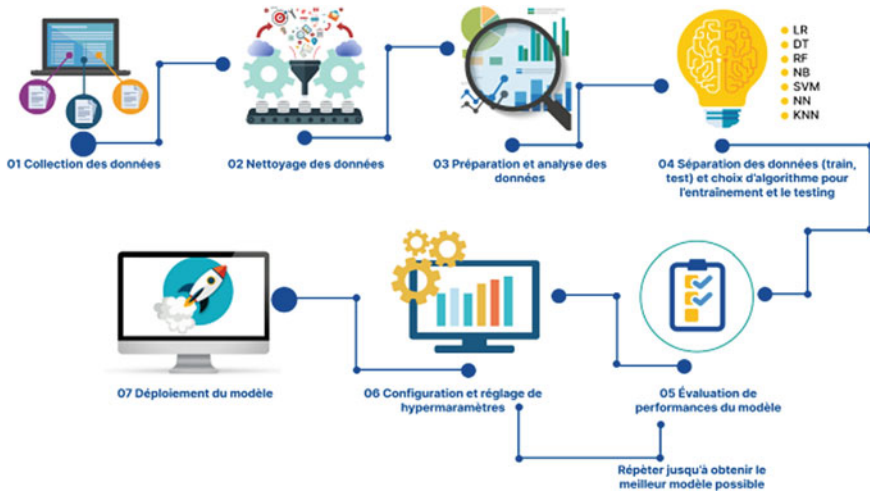 LR
DT
RF
NB
SVM
NN
KNN
01 Collection des données
02 Nettoyage des données
03 Préparation et analyse des
données
04 Séparation des données (train,
test) et choix d'algorithme pour
l'entraînement et le testing
07 Déploiement du modèle
06 Configuration et réglage de
hypermaramètres
05 Évaluation de
performances du modèle
Répèter jusqu'à obtenir le
meilleur modèle possible